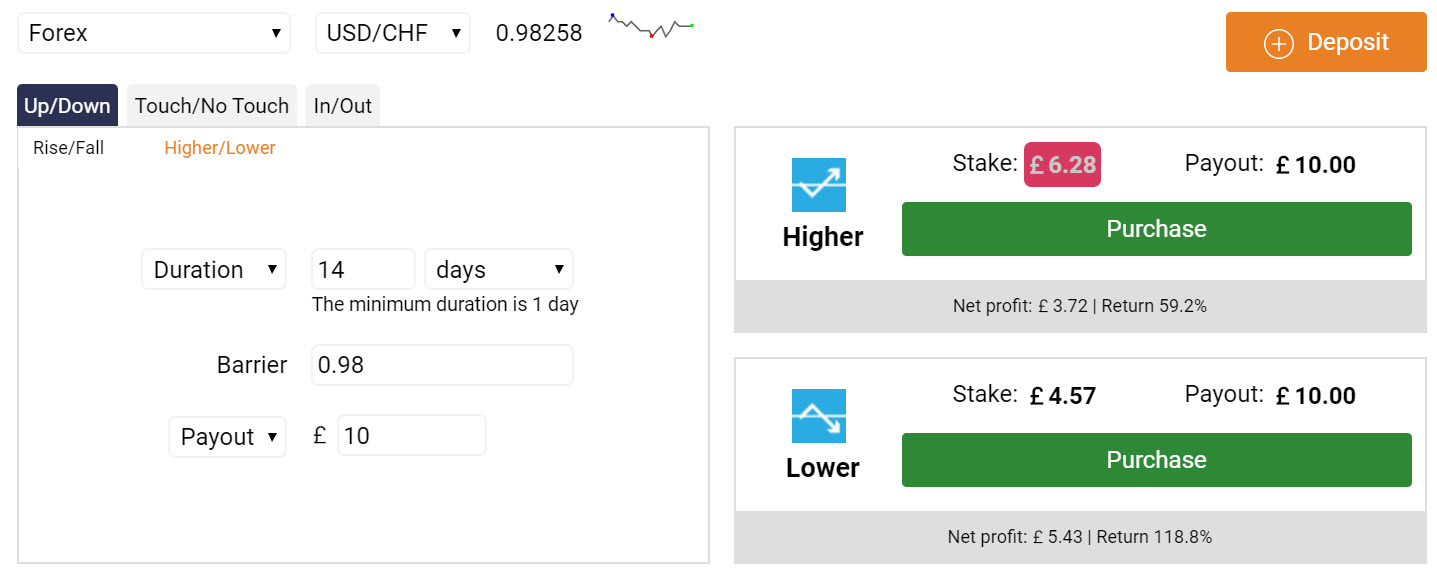 Forex USD/CHF 0.98258
Deposit
Up/Down Touch/No Touch In/Out
Rise/Fall Higher/Lower
Duration 14 days
The minimum duration is 1 day
Barrier 0.98
Payout £ 10
Stake: £ 6.28 Payout: £ 10.00
Higher
Purchase
Net profit: £ 3.72 | Return 59.2%
Stake: £ 4.57 Payout: £ 10.00
Lower
Purchase
Net profit: £ 5.43 | Return 118.8%